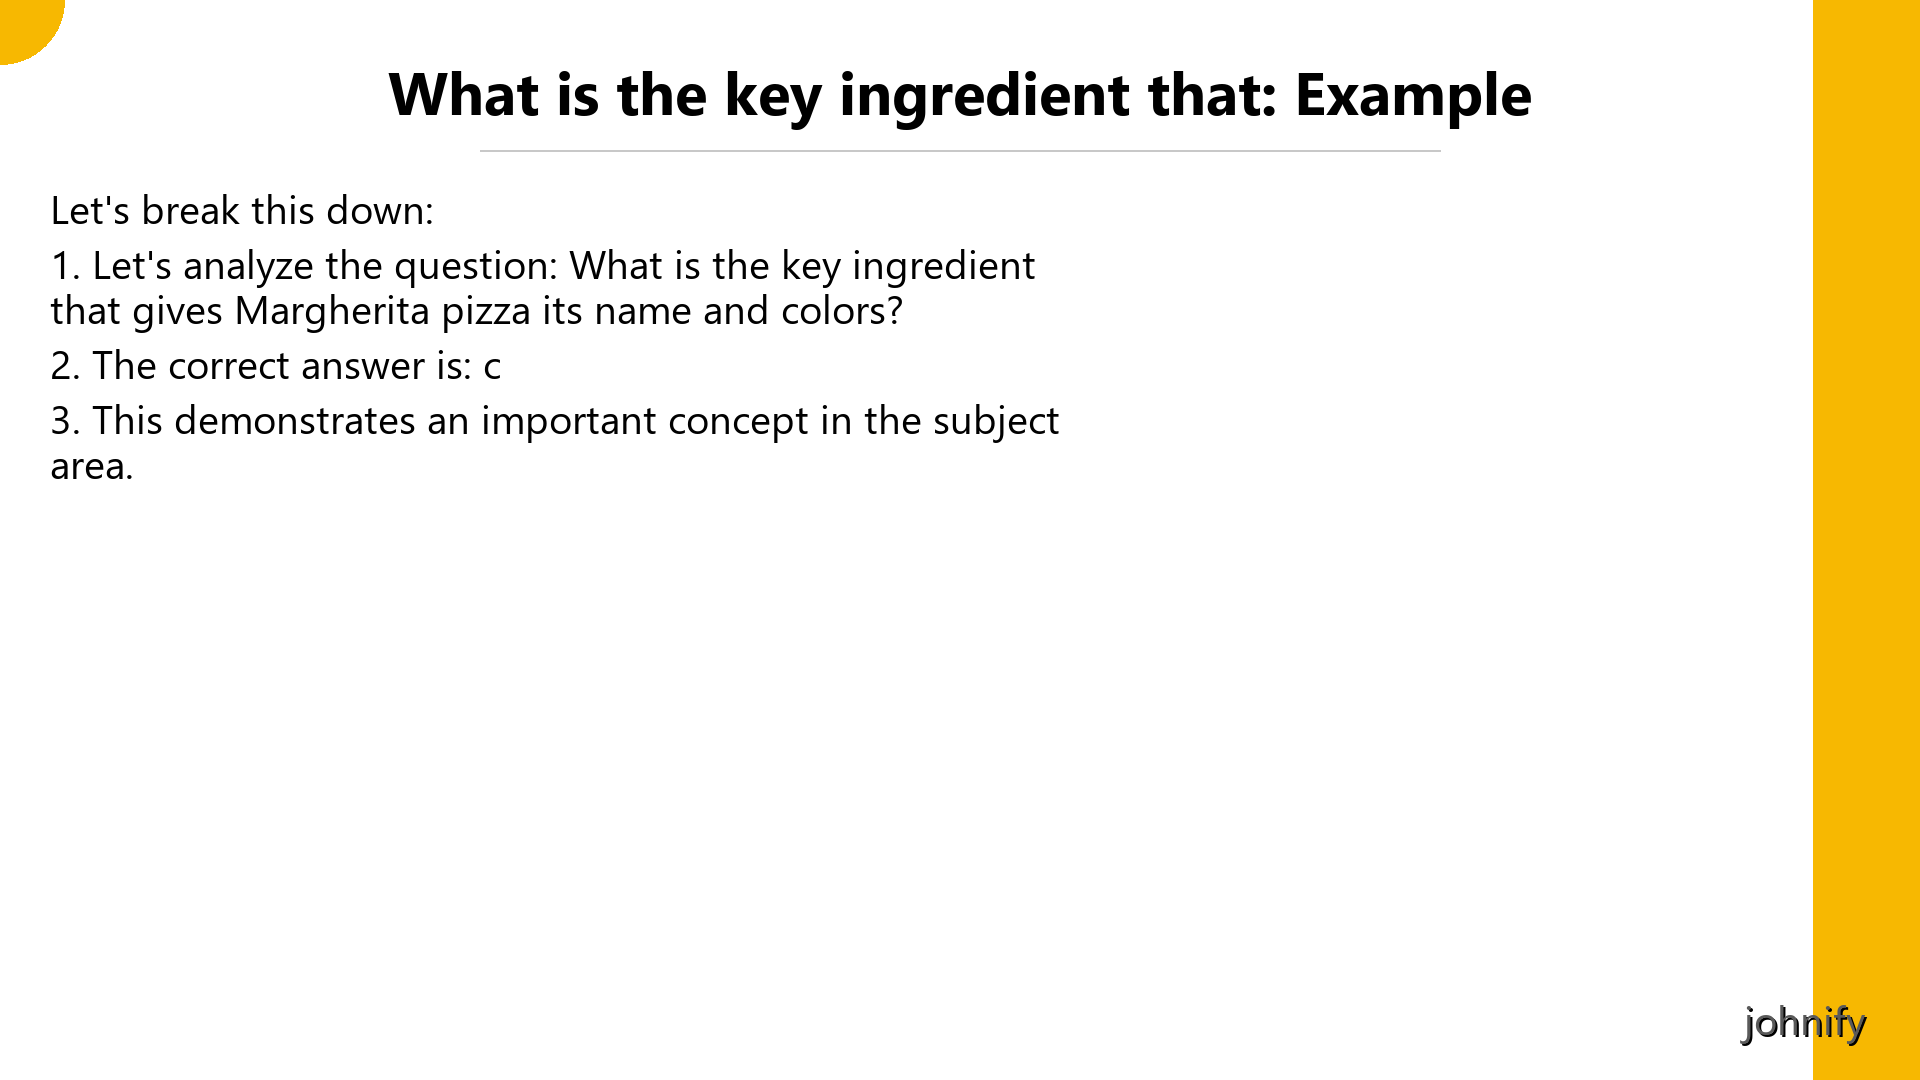 What is the key ingredient that: Example
Let's break this down:
1. Let's analyze the question: What is the key ingredient
that gives Margherita pizza its name and colors?
2. The correct answer is: c
3. This demonstrates an important concept in the subject
area.
johnify